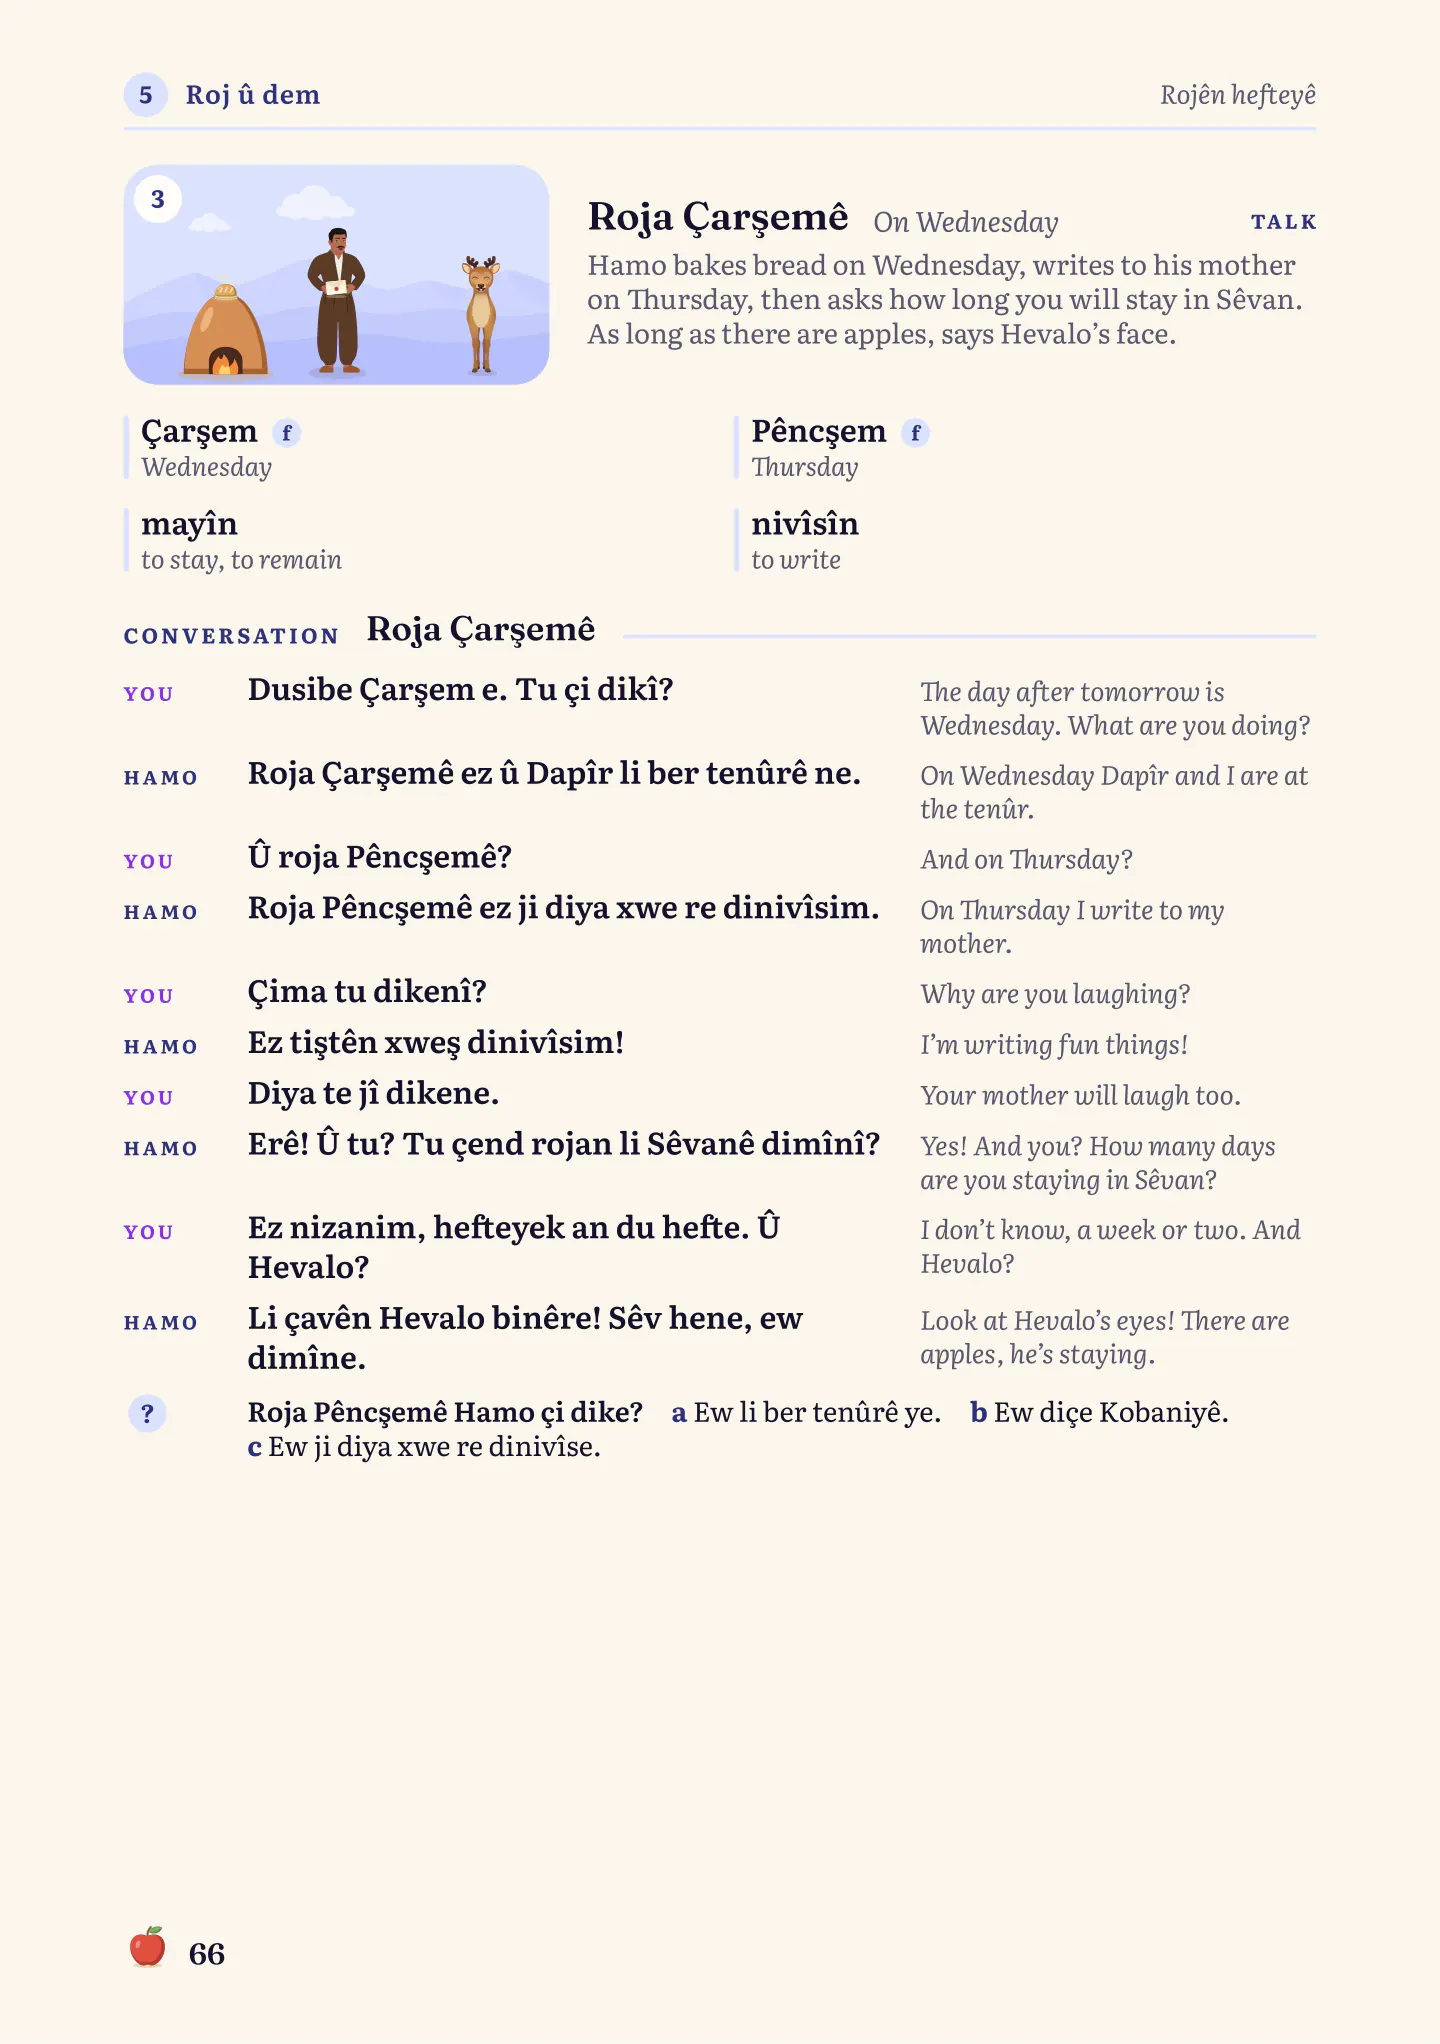 5 Roj û dem
Rojên hefteyê
3
Roja Çarşemê On Wednesday TALK
Hamo bakes bread on Wednesday, writes to his mother
on Thursday, then asks how long you will stay in Sêvan.
As long as there are apples, says Hevalo’s face.
Çarşem f
Wednesday
Pêncşem f
Thursday
mayîn
to stay, to remain
nivîsîn
to write
CONVERSATION Roja Çarşemê
YOU Dusibe Çarşem e. Tu çi dikî?
The day after tomorrow is
Wednesday. What are you doing?
HAMO Roja Çarşemê ez û Dapîr li ber tenûrê ne.
On Wednesday Dapîr and I are at
the tenûr.
YOU Û roja Pêncşemê?
And on Thursday?
HAMO Roja Pêncşemê ez ji diya xwe re dinivîsim.
On Thursday I write to my
mother.
YOU Çima tu dikenî?
Why are you laughing?
HAMO Ez tiştên xweş dinivîsim!
I’m writing fun things!
YOU Diya te jî dikene.
Your mother will laugh too.
HAMO Erê! Û tu? Tu çend rojan li Sêvanê dimînî?
Yes! And you? How many days
are you staying in Sêvan?
YOU Ez nizanim, hefteyek an du hefte. Û
Hevalo?
I don’t know, a week or two. And
Hevalo?
HAMO Li çavên Hevalo binêre! Sêv hene, ew
dimîne.
Look at Hevalo’s eyes! There are
apples, he’s staying.
? Roja Pêncşemê Hamo çi dike? a Ew li ber tenûrê ye. b Ew diçe Kobaniyê.
c Ew ji diya xwe re dinivîse.
66